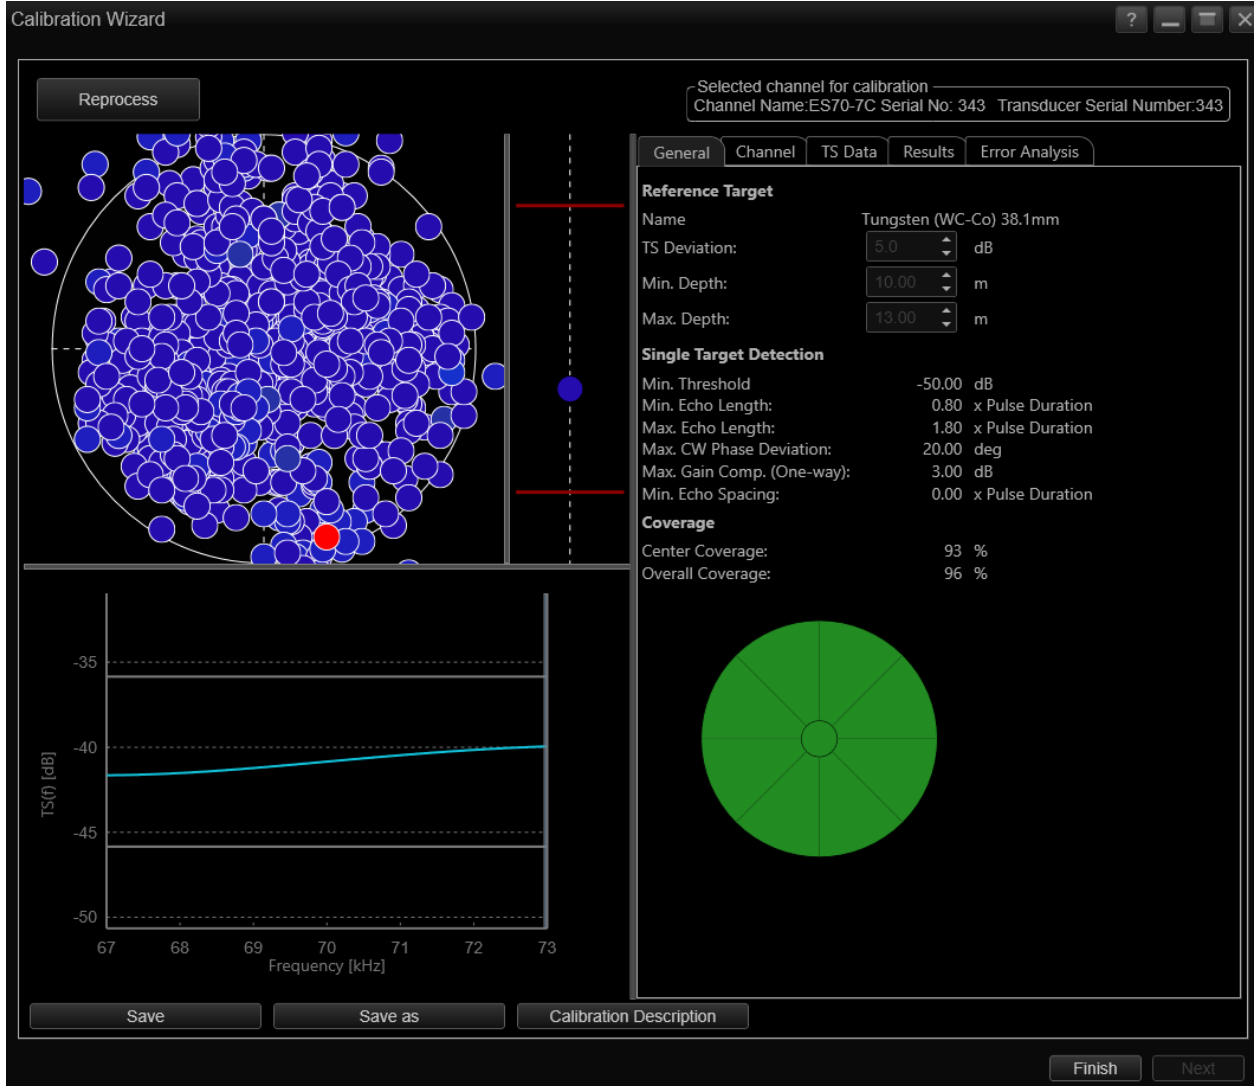 Calibration Wizard
?
Reprocess
Selected channel for calibration
Channel Name:ES70-7C Serial No: 343 Transducer Serial Number:343
General Channel TS Data Results Error Analysis
Reference Target
Name Tungsten (WC-Co) 38.1mm
TS Deviation: 5.0 dB
Min. Depth: 10.00 m
Max. Depth: 13.00 m
Single Target Detection
Min. Threshold -50.00 dB
Min. Echo Length: 0.80 x Pulse Duration
Max. Echo Length: 1.80 x Pulse Duration
Max. CW Phase Deviation: 20.00 deg
Max. Gain Comp. (One-way): 3.00 dB
Min. Echo Spacing: 0.00 x Pulse Duration
Coverage
Center Coverage: 93 %
Overall Coverage: 96 %
TS(f) [dB]
-35
-40
-45
-50
67 68 69 70 71 72 73
Frequency [kHz]
Save Save as Calibration Description
Finish Next